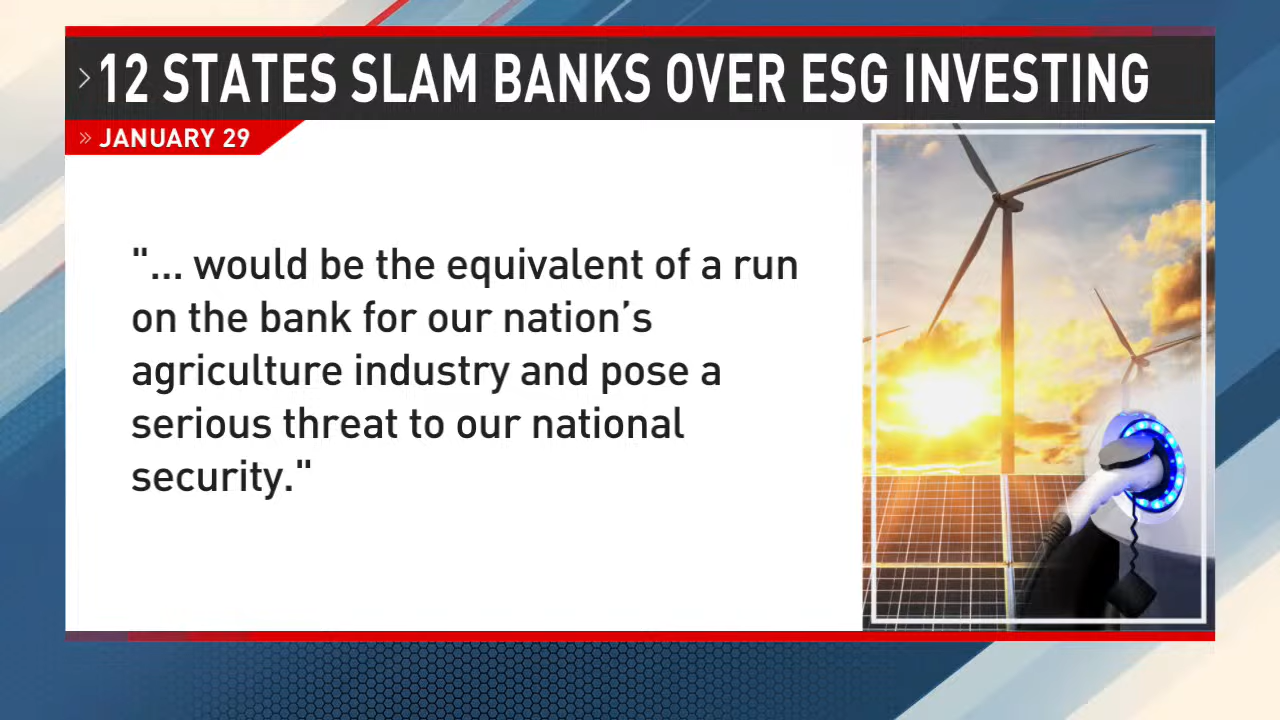 12 STATES SLAM BANKS OVER ESG INVESTING
JANUARY 29
"... would be the equivalent of a run
on the bank for our nation’s
agriculture industry and pose a
serious threat to our national
security."